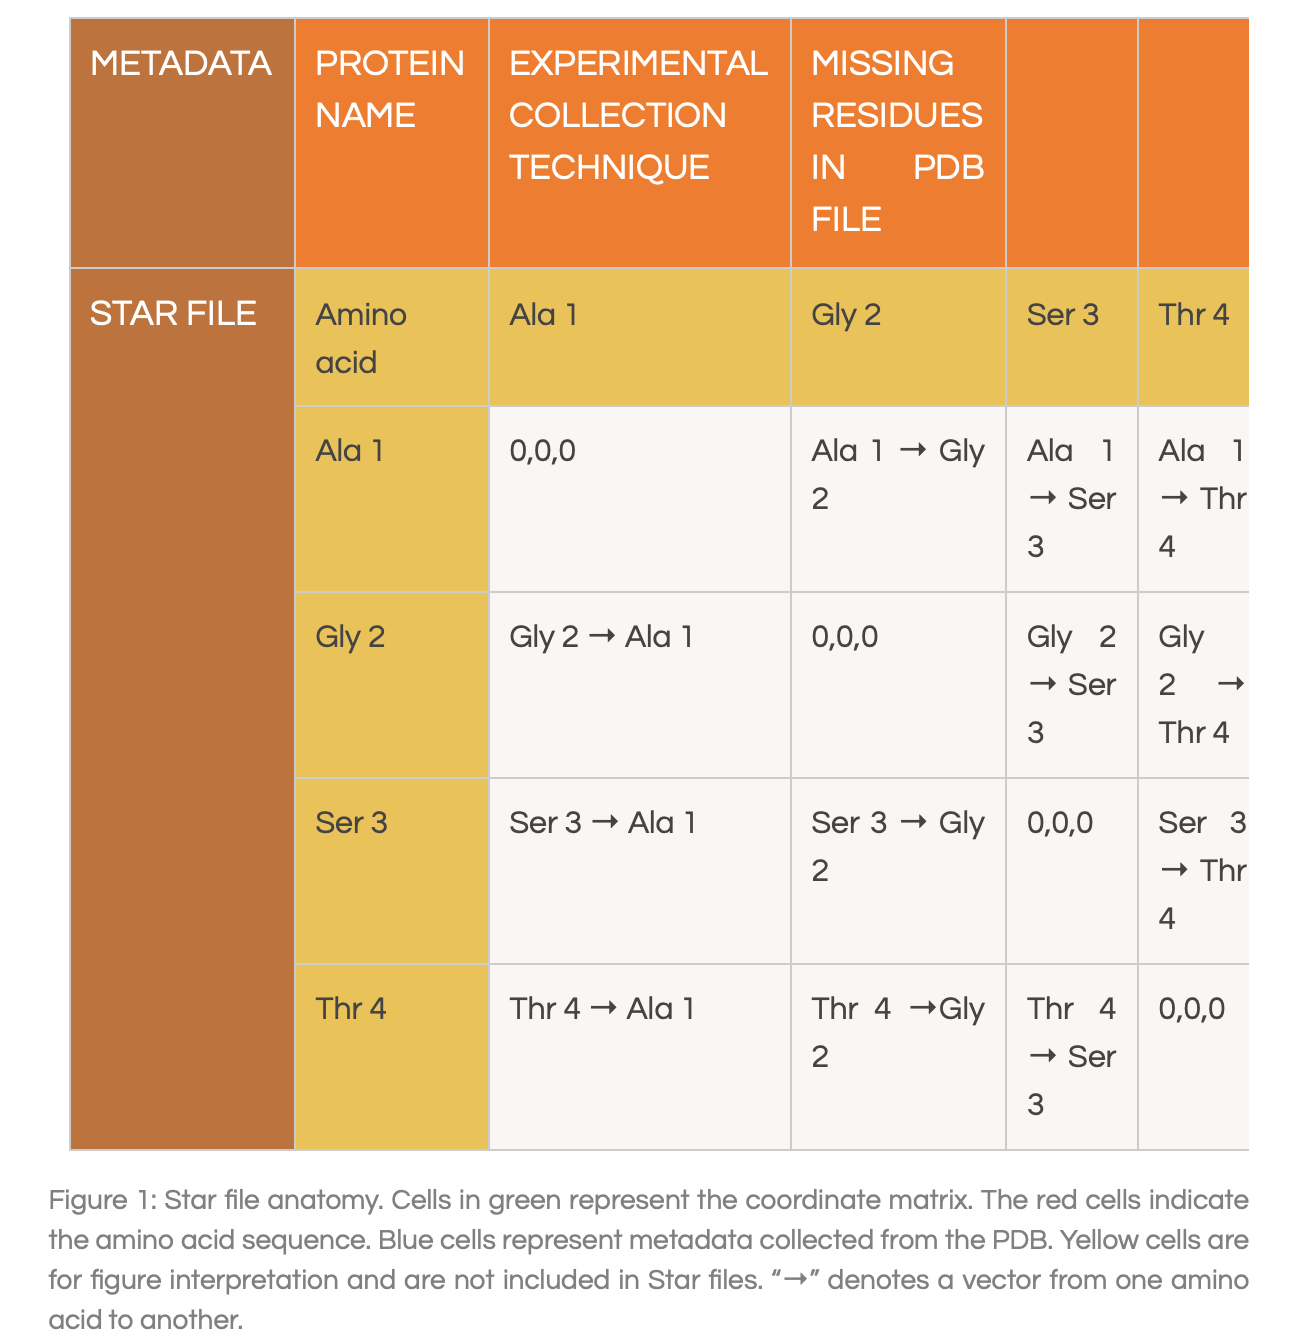 METADATA PROTEIN NAME EXPERIMENTAL COLLECTION TECHNIQUE MISSING RESIDUES IN PDB FILE
STAR FILE Amino acid Ala 1 Gly 2 Ser 3 Thr 4
Ala 1 0,0,0 Ala 1 → Gly 2 Ala 1 → Ser 3 Ala 1 → Thr 4
Gly 2 Gly 2 → Ala 1 0,0,0 Gly 2 → Ser 3 Gly 2 → Thr 4
Ser 3 Ser 3 → Ala 1 Ser 3 → Gly 2 0,0,0 Ser 3 → Thr 4
Thr 4 Thr 4 → Ala 1 Thr 4 →Gly 2 Thr 4 → Ser 3 0,0,0
Figure 1: Star file anatomy. Cells in green represent the coordinate matrix. The red cells indicate
the amino acid sequence. Blue cells represent metadata collected from the PDB. Yellow cells are
for figure interpretation and are not included in Star files. “→” denotes a vector from one amino
acid to another.